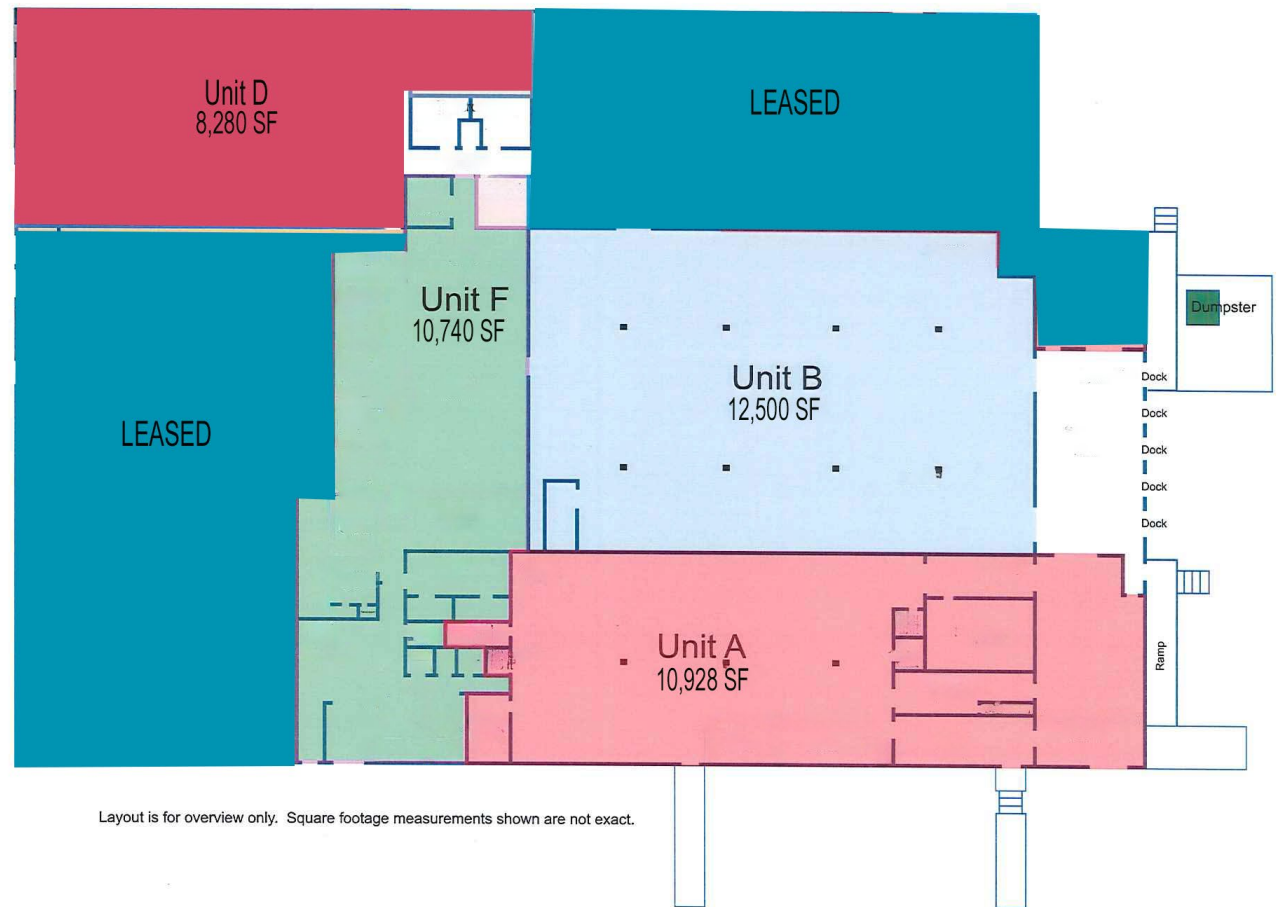 Unit D
8,280 SF
LEASED
Unit F
10,740 SF
Dumpster
Unit B
12,500 SF
Dock
Dock
Dock
Dock
Dock
LEASED
Unit A
10,928 SF
Ramp
Layout is for overview only.  Square footage measurements shown are not exact.